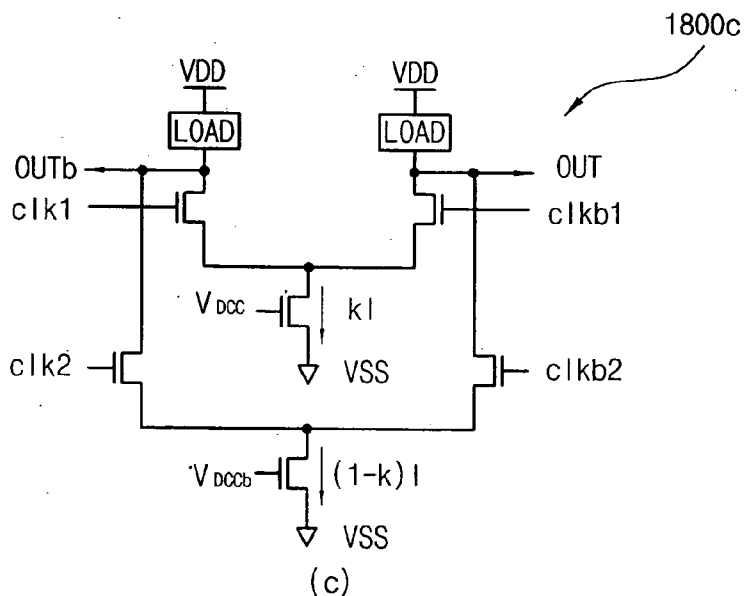 1800c
VDD
VDD
LOAD
LOAD
OUTb
OUT
clk1
clkb1
VDCC
kI
VSS
clk2
clkb2
VDCCb
(1-k)I
VSS
(c)